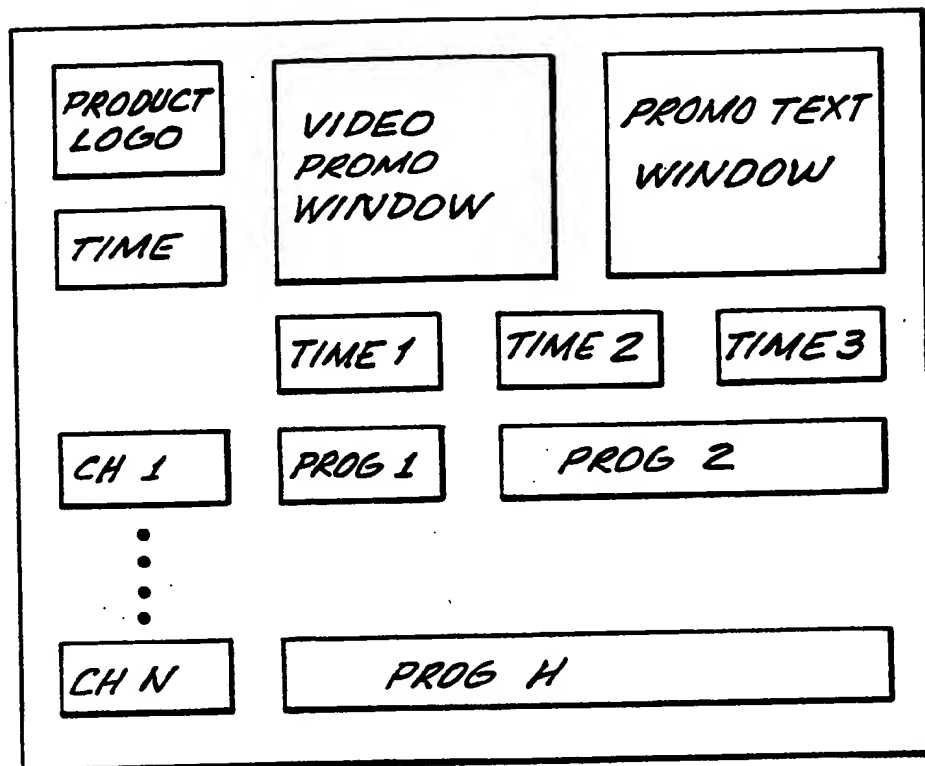 PRODUCT
LOGO
VIDEO
PROMO
WINDOW
PROMO TEXT
WINDOW
TIME
TIME 1
TIME 2
TIME 3
CH 1
PROG 1
PROG 2
CH N
PROG H